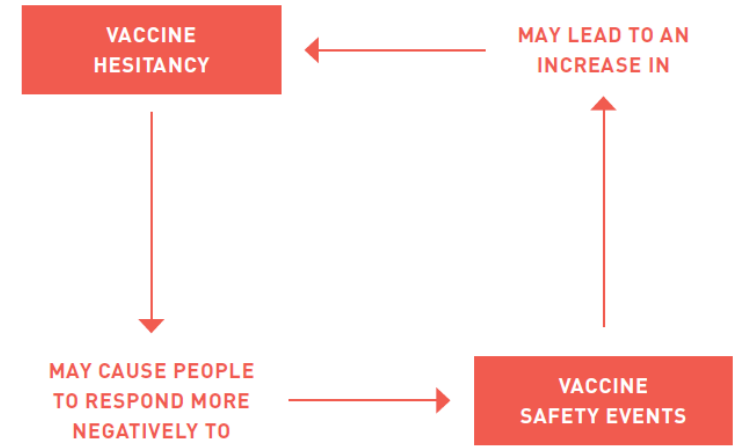 VACCINE
HESITANCY
MAY LEAD TO AN
INCREASE IN
MAY CAUSE PEOPLE
TO RESPOND MORE
NEGATIVELY TO
VACCINE
SAFETY EVENTS